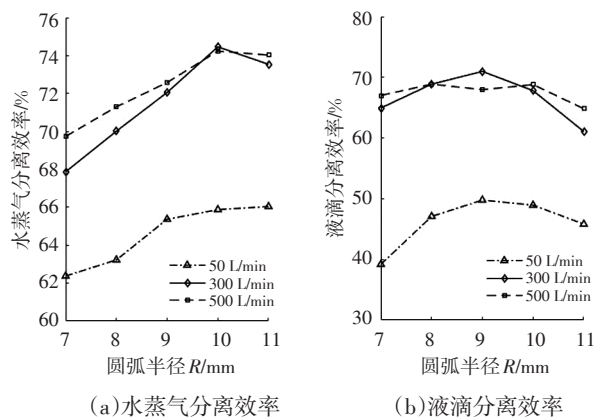 76
74
72
70
68
66
64
62
60
水蒸气分离效率/%
50 L/min
300 L/min
500 L/min
7 8 9 10 11
圆弧半径R/mm
(a)水蒸气分离效率
80
70
60
50
40
30
液滴分离效率/%
50 L/min
300 L/min
500 L/min
7 8 9 10 11
圆弧半径R/mm
(b)液滴分离效率